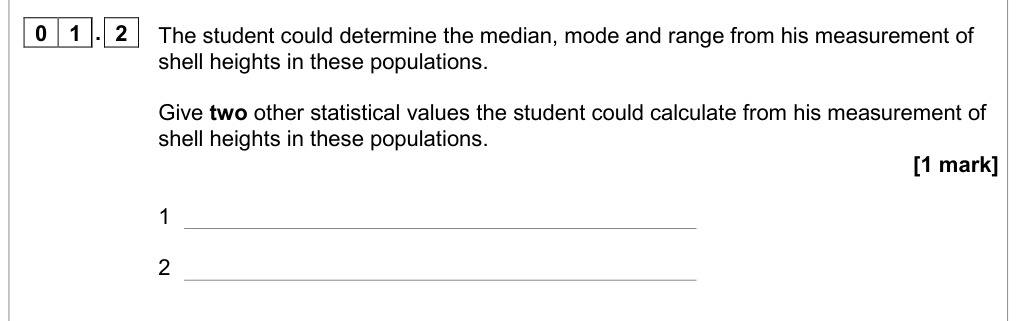 0 1 . 2 The student could determine the median, mode and range from his measurement of
shell heights in these populations.
Give two other statistical values the student could calculate from his measurement of
shell heights in these populations.
[1 mark]
1
2